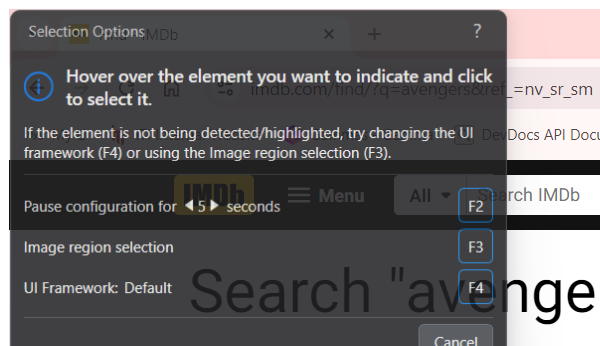 Selection Options
?
IMDb
Hover over the element you want to indicate and click
to select it.
imdb.com/find/?q=avengers&ref_=nv_sr_sm
If the element is not being detected/highlighted, try changing the UI
framework (F4) or using the Image region selection (F3).
DevDocs API Docu
IMDb
Menu
All
Search IMDb
Pause configuration for 5 seconds
F2
Image region selection
F3
UI Framework: Default
F4
Search "avenge
Cancel